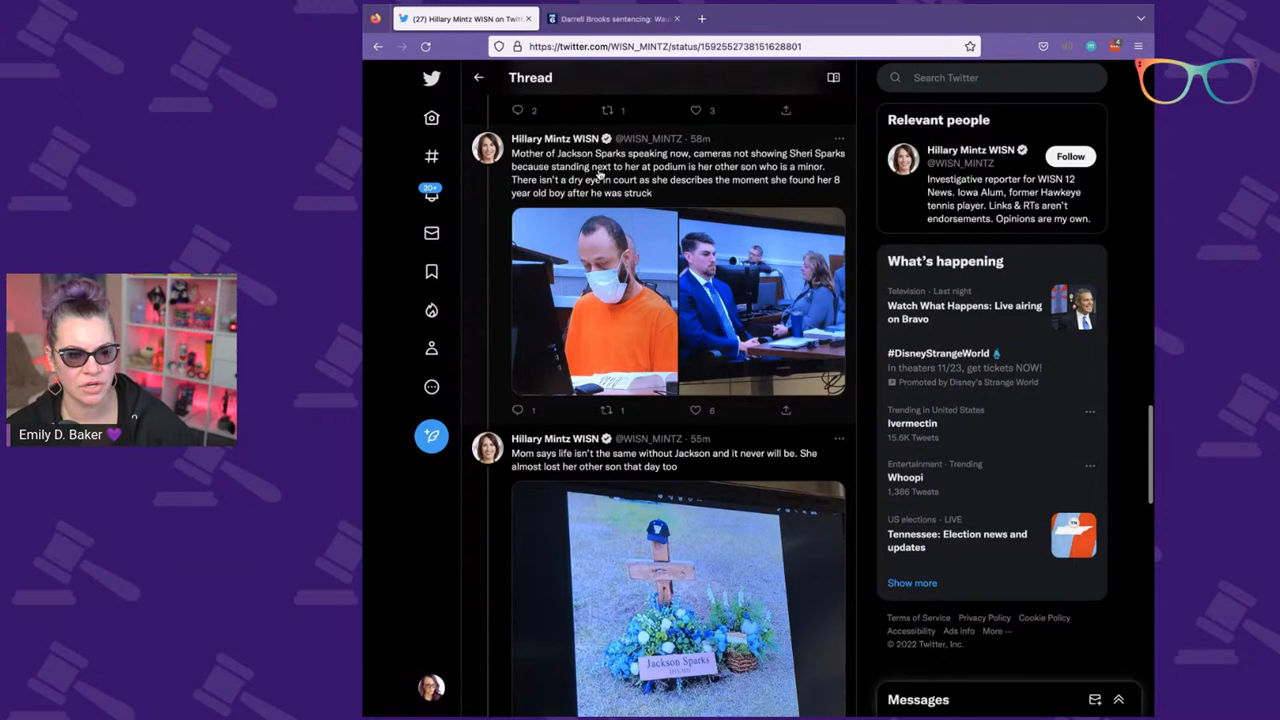 (27) Hillary Mintz WISN on Twitt
Darrell Brooks sentencing: Wau
https://twitter.com/WISN_MINTZ/status/1592552738151628801
4
Thread
Search Twitter
2
1
3
20+
Hillary Mintz WISN @WISN_MINTZ · 58m
Mother of Jackson Sparks speaking now, cameras not showing Sheri Sparks
because standing next to her at podium is her other son who is a minor.
There isn't a dry eye in court as she describes the moment she found her 8
year old boy after he was struck
1
1
6
Hillary Mintz WISN @WISN_MINTZ · 55m
Mom says life isn't the same without Jackson and it never will be. She
almost lost her other son that day too
Jackson Sparks
Relevant people
Hillary Mintz WISN
@WISN_MINTZ
Follow
Investigative reporter for WISN 12
News. Iowa Alum, former Hawkeye
tennis player. Links & RTs aren't
endorsements. Opinions are my own.
What's happening
Television · Last night
Watch What Happens: Live airing
on Bravo
#DisneyStrangeWorld
In theaters 11/23, get tickets NOW!
Promoted by Disney's Strange World
Trending in United States
Ivermectin
15.6K Tweets
Entertainment · Trending
Whoopi
1,386 Tweets
US elections · LIVE
Tennessee: Election news and
updates
Show more
Terms of Service Privacy Policy Cookie Policy
Accessibility Ads info More ···
© 2022 Twitter, Inc.
Messages
Emily D. Baker 💜